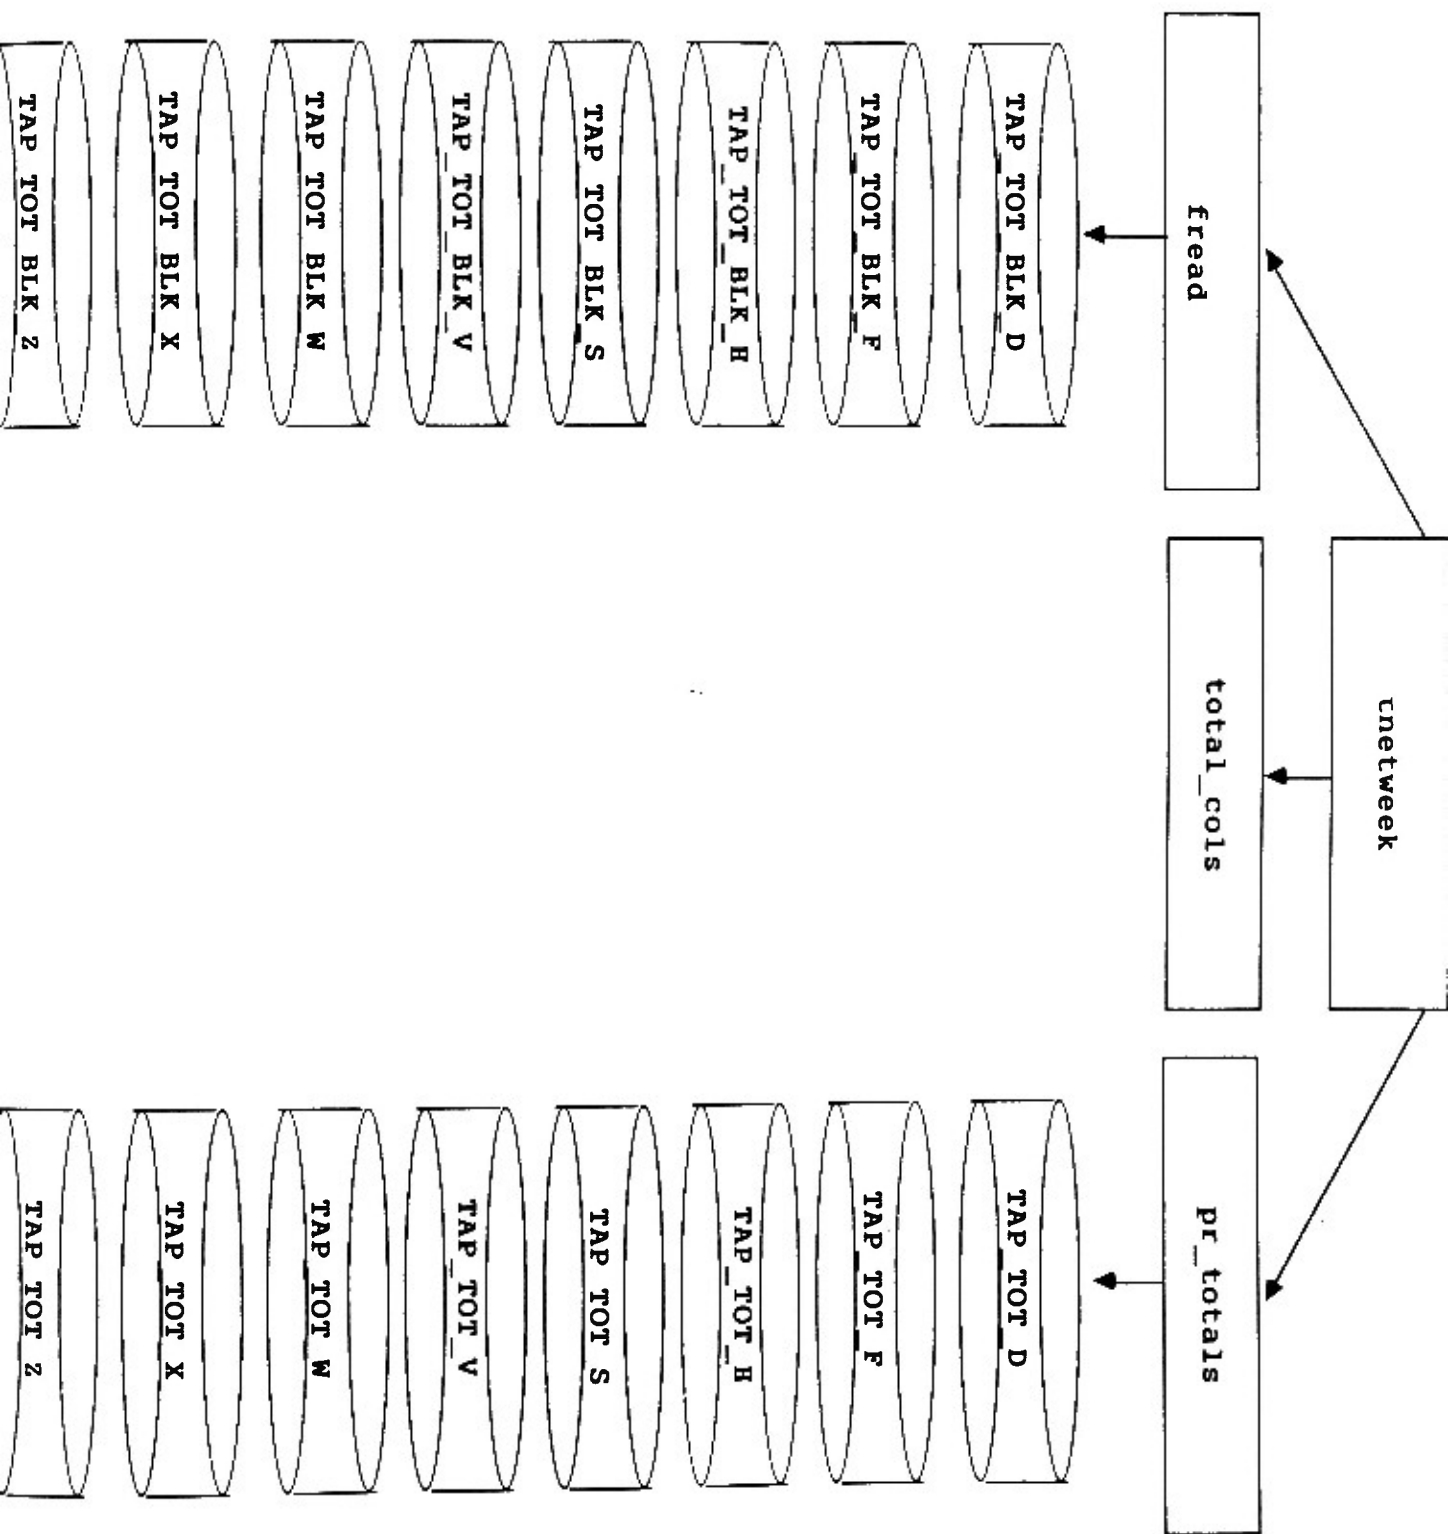 tnetweek
fread
total_cols
pr_totals
TAP_TOT_BLK_D
TAP_TOT_D
TAP_TOT_BLK_F
TAP_TOT_F
TAP_TOT_BLK_H
TAP_TOT_H
TAP_TOT_BLK_S
TAP_TOT_S
TAP_TOT_BLK_V
TAP_TOT_V
TAP_TOT_BLK_W
TAP_TOT_W
TAP_TOT_BLK_X
TAP_TOT_X
TAP_TOT_BLK_Z
TAP_TOT_Z